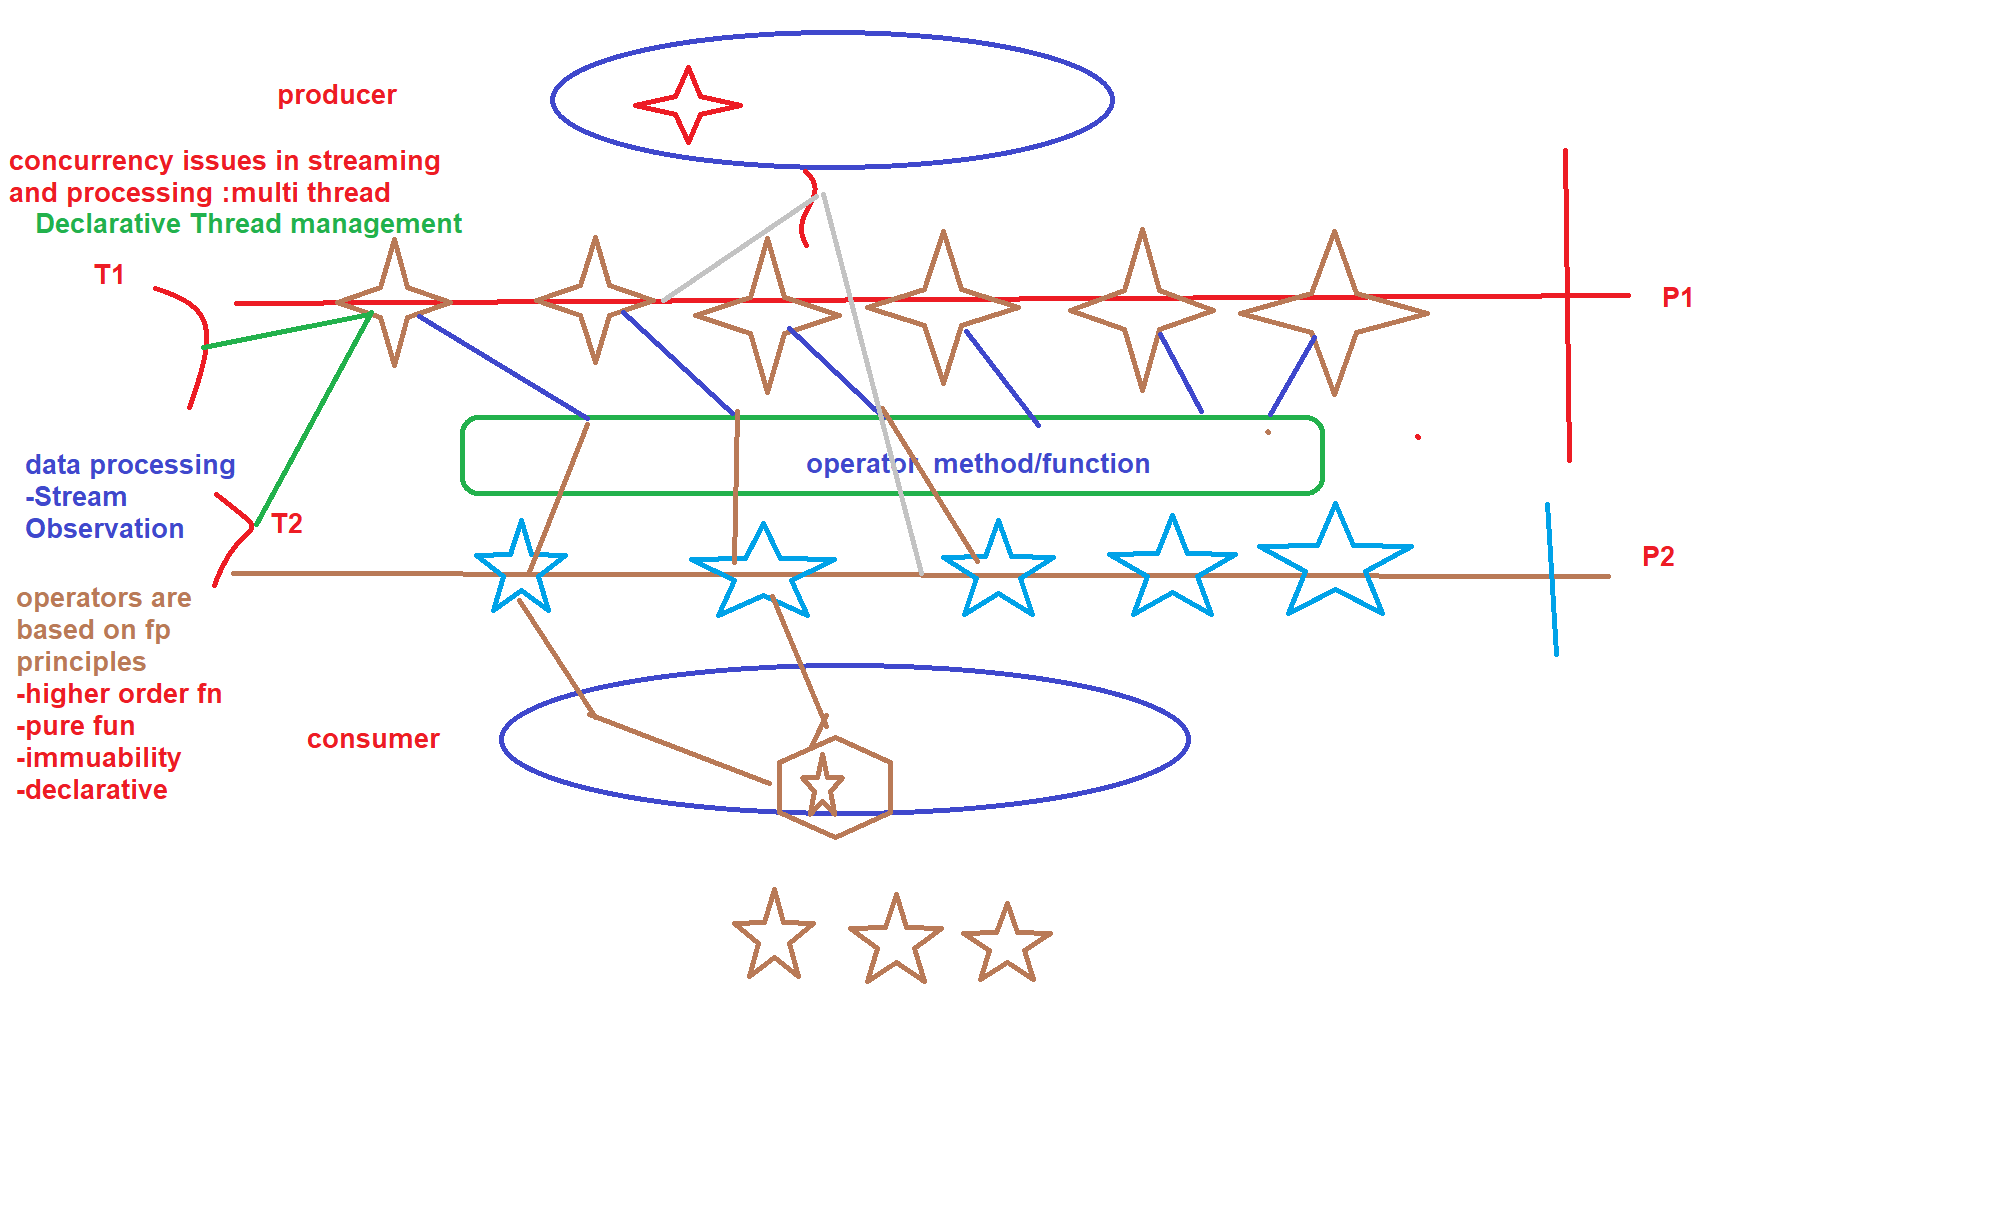 producer
concurrency issues in streaming
and processing :multi thread
Declarative Thread management
T1
P1
data processing
-Stream
Observation
operator  method/function
T2
P2
operators are
based on fp
principles
-higher order fn
-pure fun
-immuability
-declarative
consumer